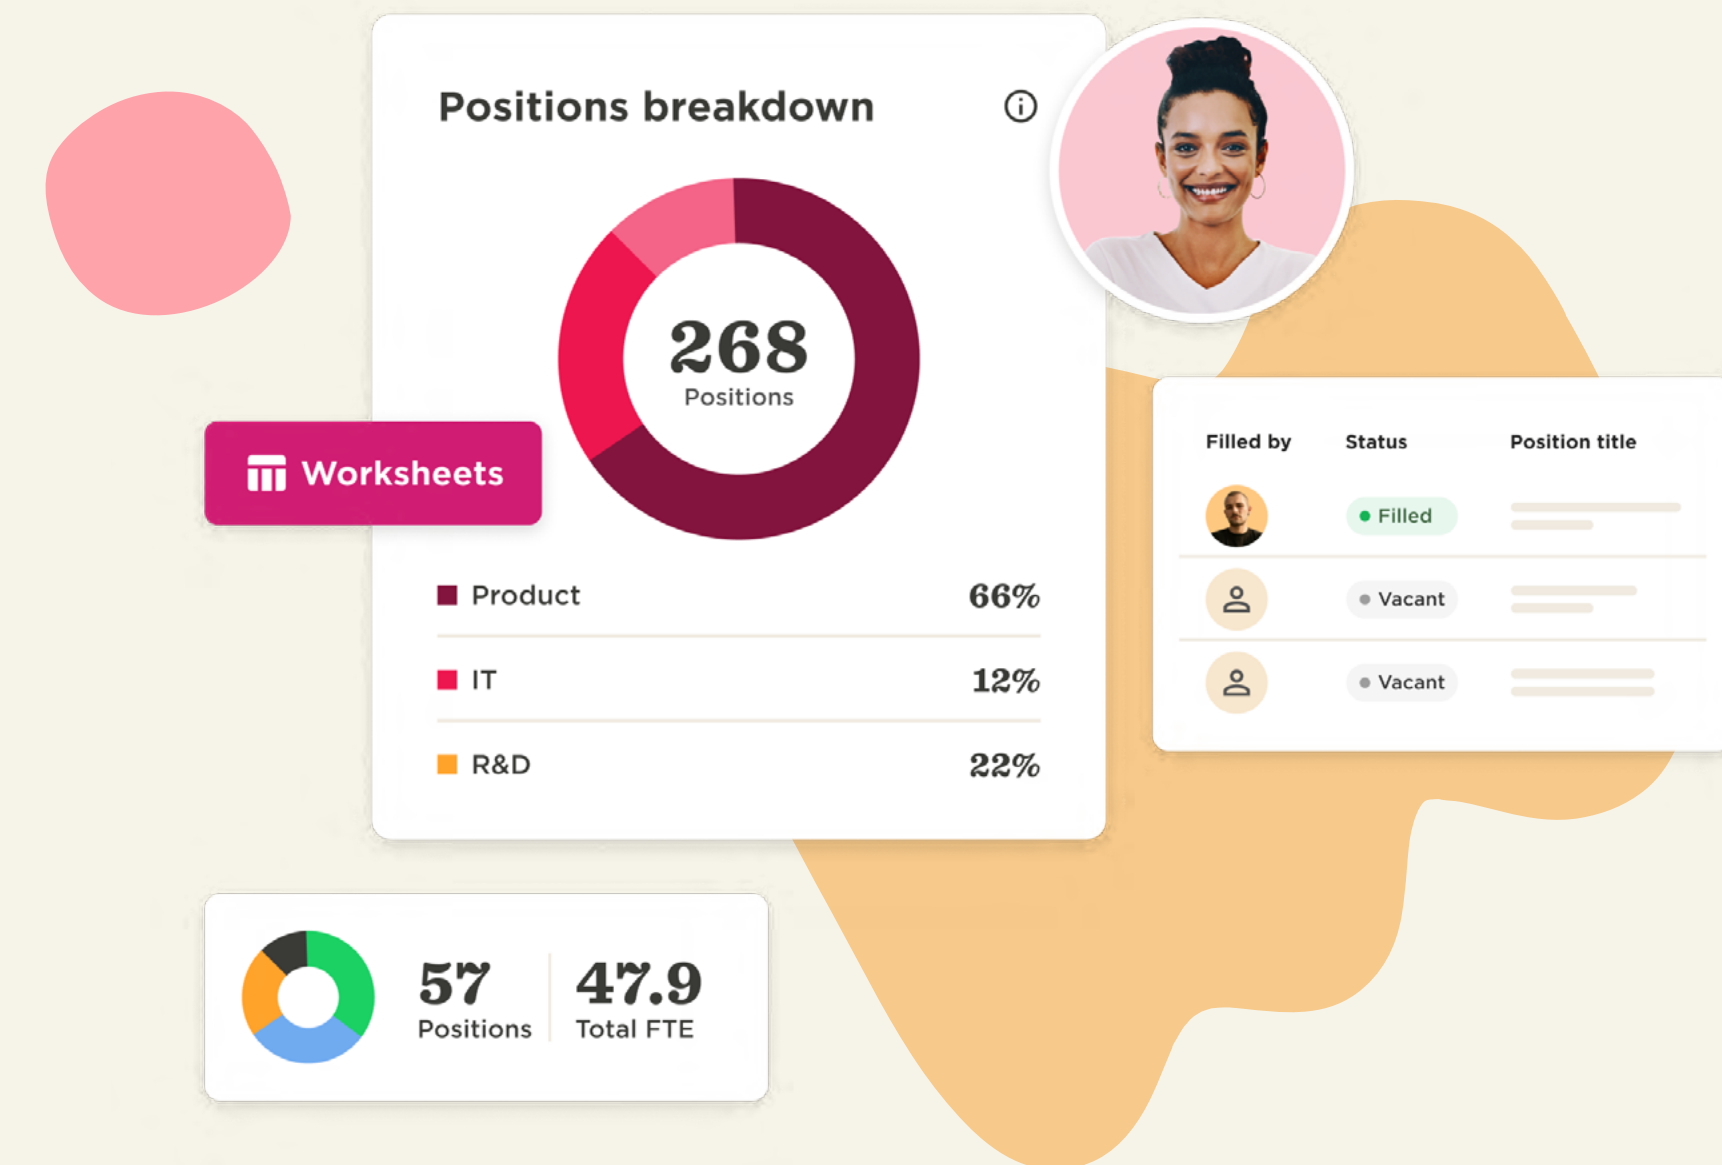 Positions breakdown
268
Positions
Worksheets
Product 66%
IT 12%
R&D 22%
Filled by Status Position title
Filled
Vacant
Vacant
57 47.9
Positions Total FTE